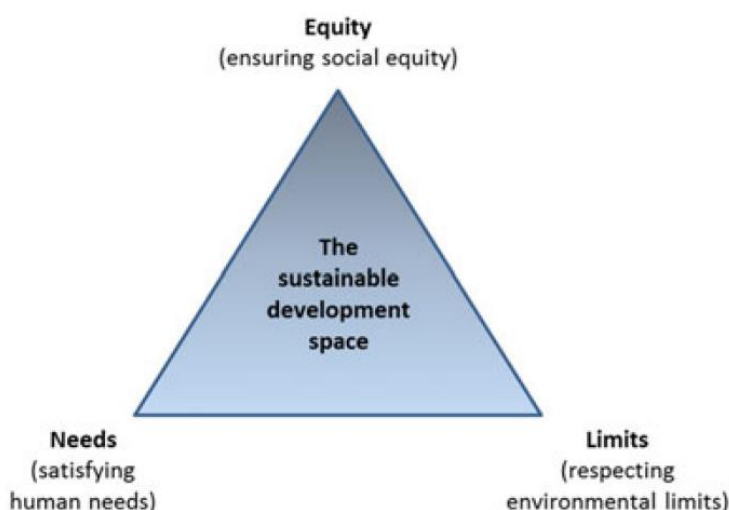 Equity
(ensuring social equity)
The
sustainable
development
space
Needs
(satisfying
human needs)
Limits
(respecting
environmental limits)